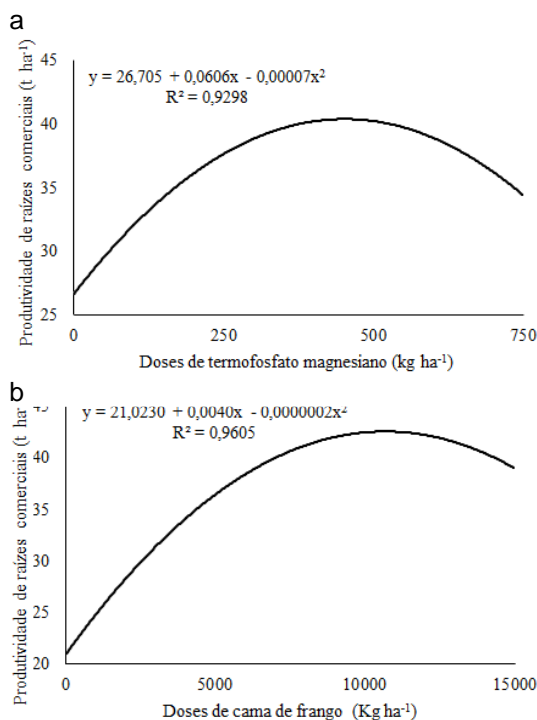 a
Produtividade de raízes comerciais (t ha⁻¹)
45
40
35
30
25
y = 26,705 + 0,0606x - 0,00007x²
R² = 0,9298
0 250 500 750
Doses de termofosfato magnesiano (kg ha⁻¹)
b
Produtividade de raízes comerciais (t ha⁻
45
40
35
30
25
20
y = 21,0230 + 0,0040x - 0,0000002x²
R² = 0,9605
0 5000 10000 15000
Doses de cama de frango (Kg ha⁻¹)